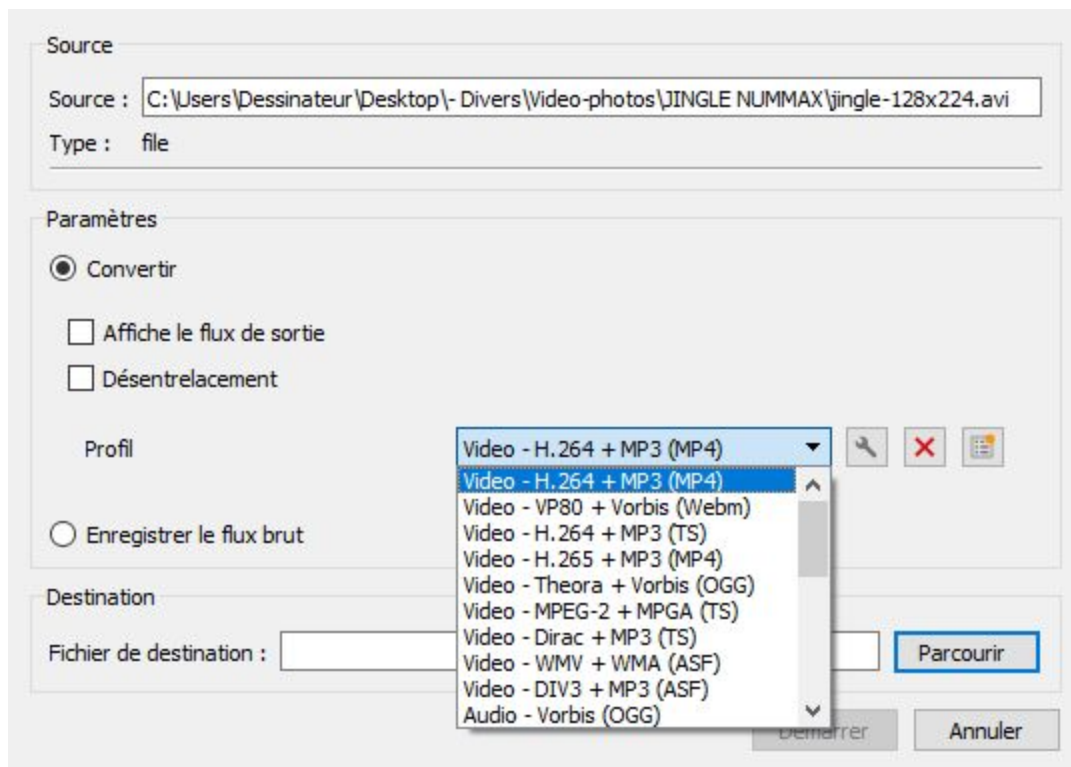 Source
Source : C:\Users\Dessinateur\Desktop\- Divers\Video-photos\JINGLE NUMMAX\jingle-128x224.avi
Type : file
Paramètres
Convertir
Affiche le flux de sortie
Désentrelacement
Profil Video - H.264 + MP3 (MP4)
Video - H.264 + MP3 (MP4)
Video - VP80 + Vorbis (Webm)
Video - H.264 + MP3 (TS)
Enregistrer le flux brut
Video - H.265 + MP3 (MP4)
Video - Theora + Vorbis (OGG)
Destination
Video - MPEG-2 + MPGA (TS)
Video - Dirac + MP3 (TS)
Fichier de destination : Parcourir
Video - WMV + WMA (ASF)
Video - DIV3 + MP3 (ASF)
Audio - Vorbis (OGG)
Démarrer Annuler